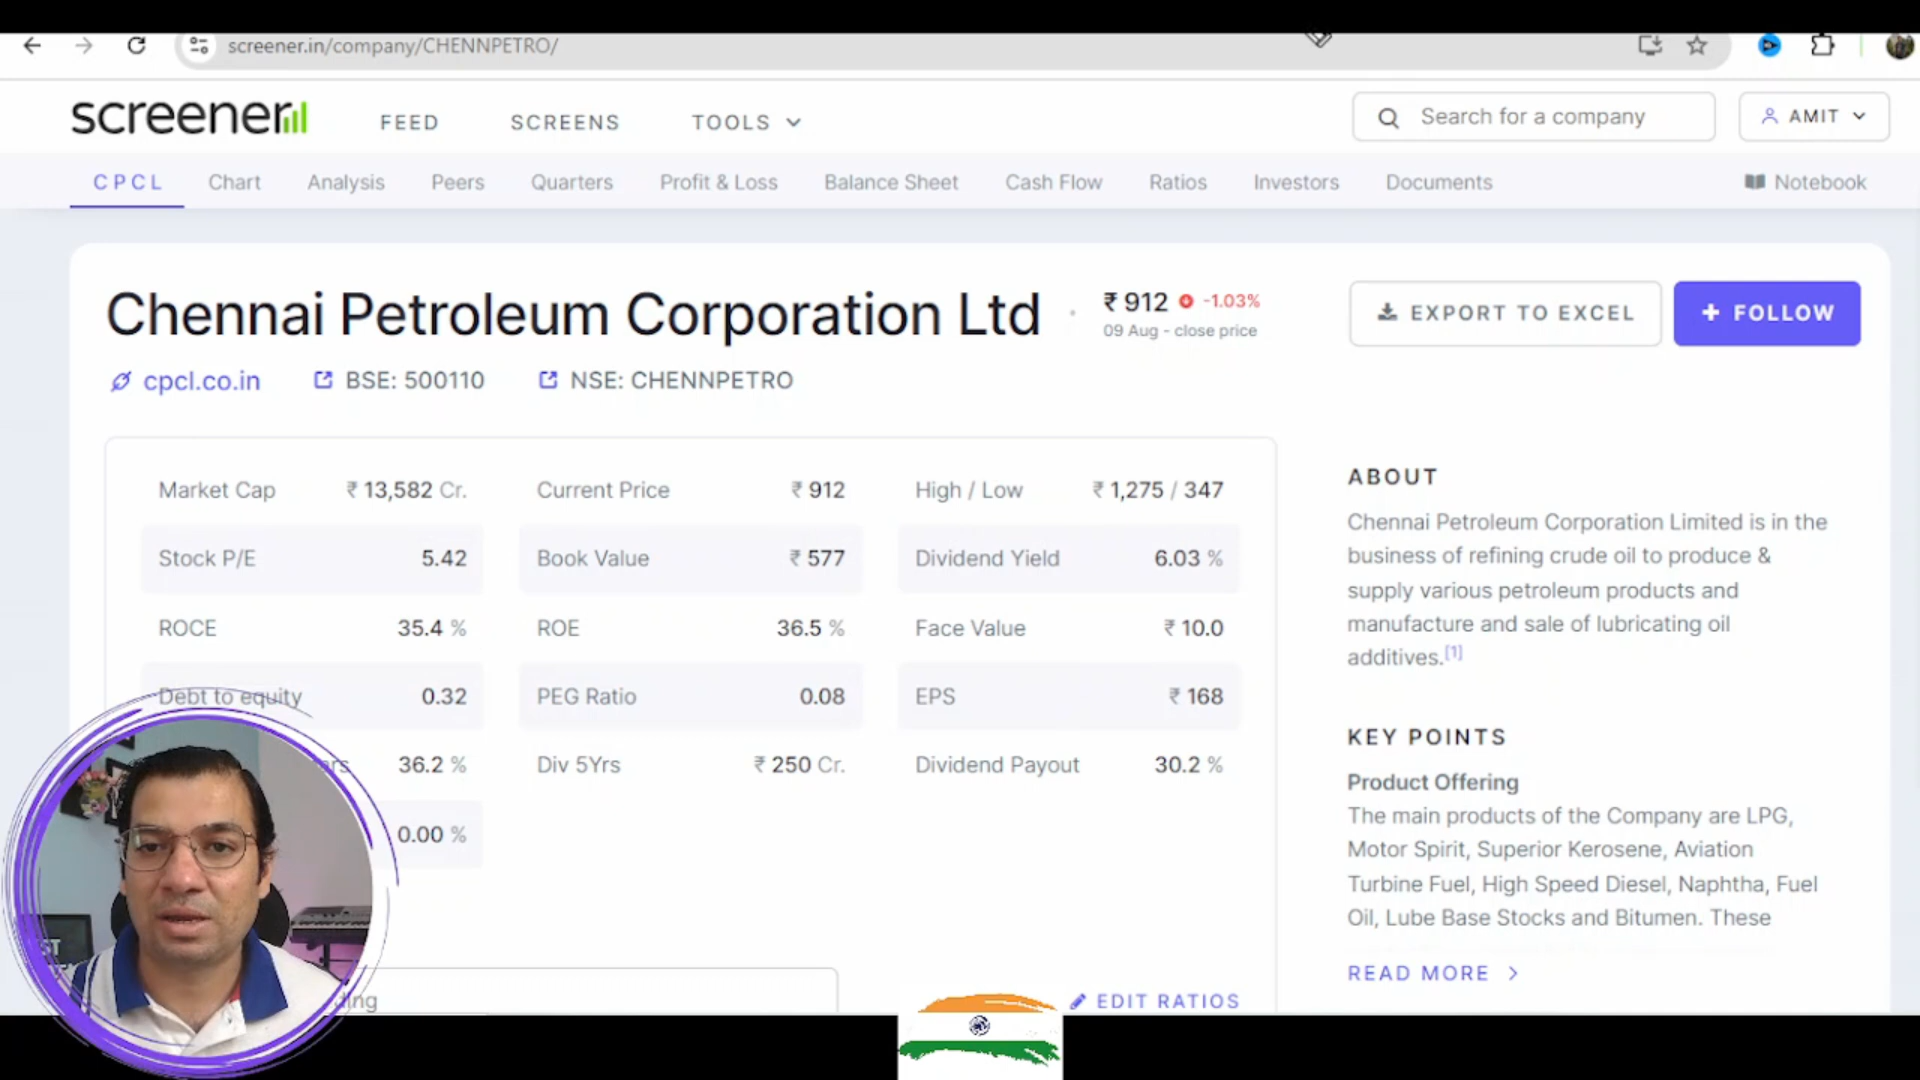 screener.in/company/CHENNPETRO/
screener
FEED SCREENS TOOLS
Search for a company
AMIT
CPCL Chart Analysis Peers Quarters Profit & Loss Balance Sheet Cash Flow Ratios Investors Documents Notebook
Chennai Petroleum Corporation Ltd
₹ 912 -1.03%
09 Aug - close price
EXPORT TO EXCEL
+ FOLLOW
cpcl.co.in BSE: 500110 NSE: CHENNPETRO
Market Cap ₹ 13,582 Cr. Current Price ₹ 912 High / Low ₹ 1,275 / 347
Stock P/E 5.42 Book Value ₹ 577 Dividend Yield 6.03 %
ROCE 35.4 % ROE 36.5 % Face Value ₹ 10.0
Debt to equity 0.32 PEG Ratio 0.08 EPS ₹ 168
36.2 % Div 5Yrs ₹ 250 Cr. Dividend Payout 30.2 %
0.00 %
EDIT RATIOS
ABOUT
Chennai Petroleum Corporation Limited is in the
business of refining crude oil to produce &
supply various petroleum products and
manufacture and sale of lubricating oil
additives.[1]
KEY POINTS
Product Offering
The main products of the Company are LPG,
Motor Spirit, Superior Kerosene, Aviation
Turbine Fuel, High Speed Diesel, Naphtha, Fuel
Oil, Lube Base Stocks and Bitumen. These
READ MORE